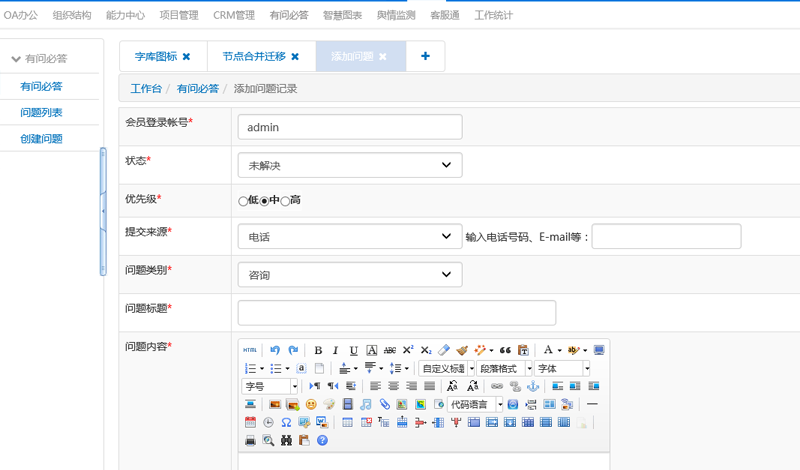 OA办公 组织结构 能力中心 项目管理 CRM管理 有问必答 智慧图表 舆情监测 客服通 工作统计
有问必答
有问必答
问题列表
创建问题
字库图标 ✖ 节点合并迁移 ✖ 添加问题 ✖ +
工作台 / 有问必答 / 添加问题记录
会员登录帐号* admin
状态* 未解决
优先级* 低 中 高
提交来源* 电话 输入电话号码、E-mail等：
问题类别* 咨询
问题标题*
问题内容*
HTML B I U A ABC X² X₂ A ab
自定义标题 段落格式 字体
字号
代码语言